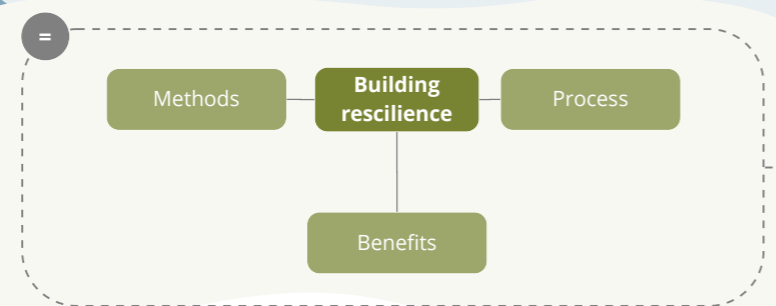 =
Methods
Building
rescilience
Process
Benefits